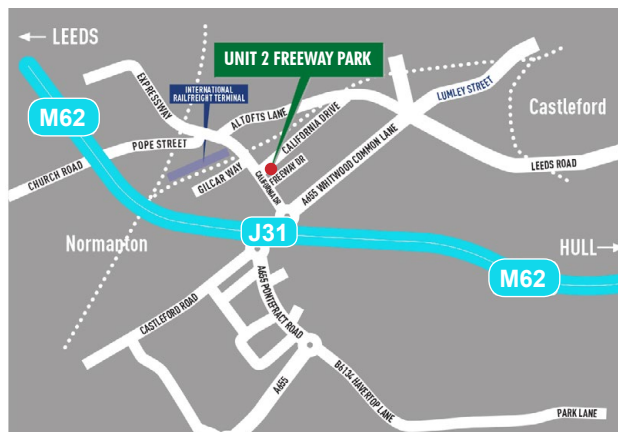 LEEDS
UNIT 2 FREEWAY PARK
EXPRESSWAY
INTERNATIONAL
RAILFREIGHT TERMINAL
LUMLEY STREET
M62
ALTOFTS LANE
CALIFORNIA DRIVE
Castleford
POPE STREET
CHURCH ROAD
GILCAR WAY
CALIFORNIA DR
FREEWAY DR
A655 WHITWOOD COMMON LANE
LEEDS ROAD
J31
Normanton
HULL
M62
CASTLEFORD ROAD
A655 PONTEFRACT ROAD
A655
B6134 HAVERTOP LANE
PARK LANE